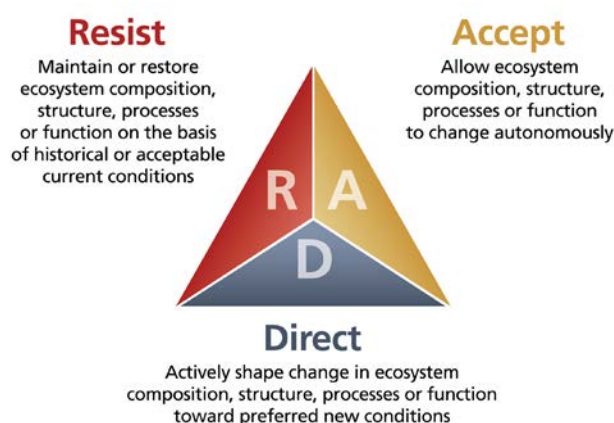 Resist
Maintain or restore
ecosystem composition,
structure, processes
or function on the basis
of historical or acceptable
current conditions
Accept
Allow ecosystem
composition, structure,
processes or function
to change autonomously
R A
D
Direct
Actively shape change in ecosystem
composition, structure, processes or function
toward preferred new conditions